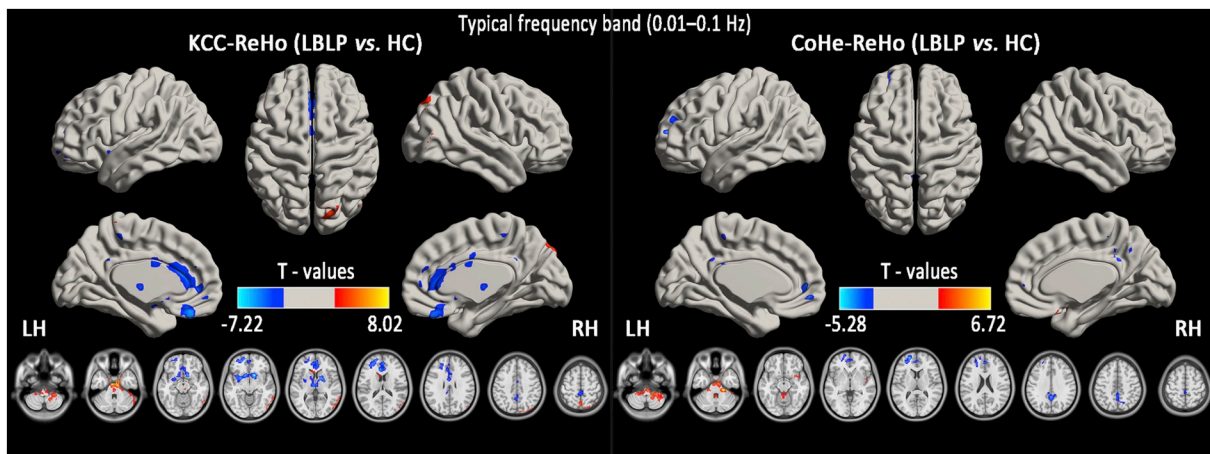 Typical frequency band (0.01–0.1 Hz)
KCC-ReHo (LBLP vs. HC)
CoHe-ReHo (LBLP vs. HC)
T - values
-7.22 8.02
LH
RH
T - values
-5.28 6.72
LH
RH